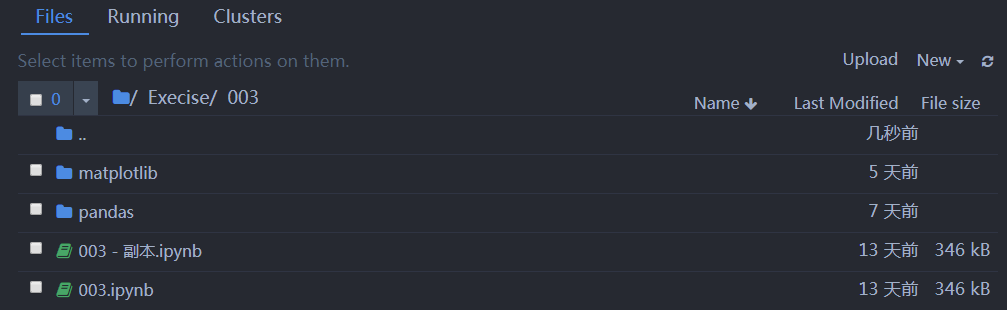 Files Running Clusters
Select items to perform actions on them. Upload New
0 / Execise/ 003 Name Last Modified File size
.. 几秒前
matplotlib 5 天前
pandas 7 天前
003 - 副本.ipynb 13 天前 346 kB
003.ipynb 13 天前 346 kB